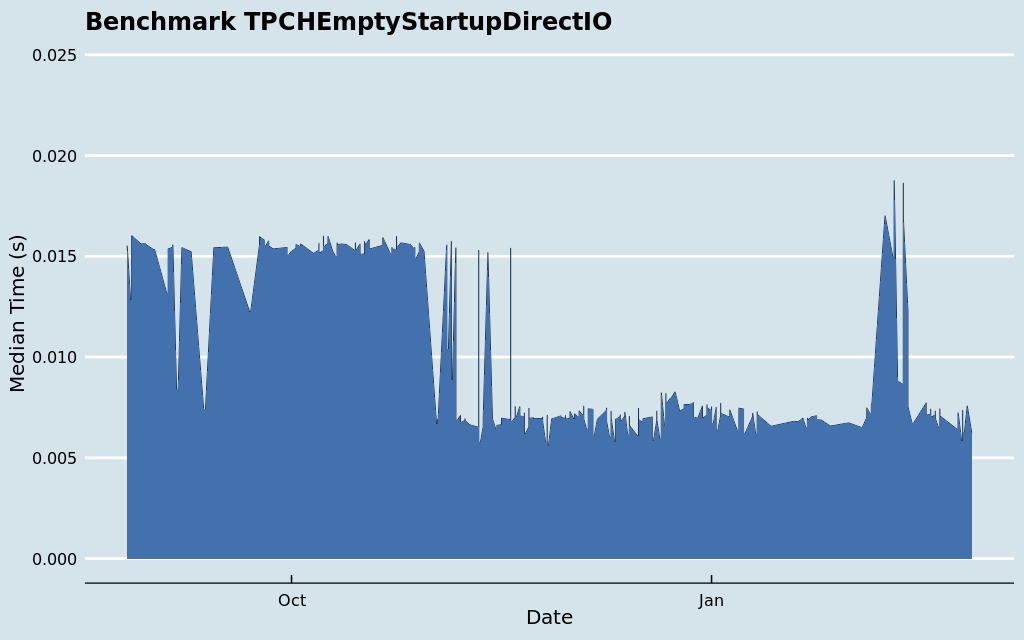 Benchmark TPCHEmptyStartupDirectIO
0.025
0.020
0.015
0.010
0.005
0.000
Median Time (s)
Oct
Jan
Date